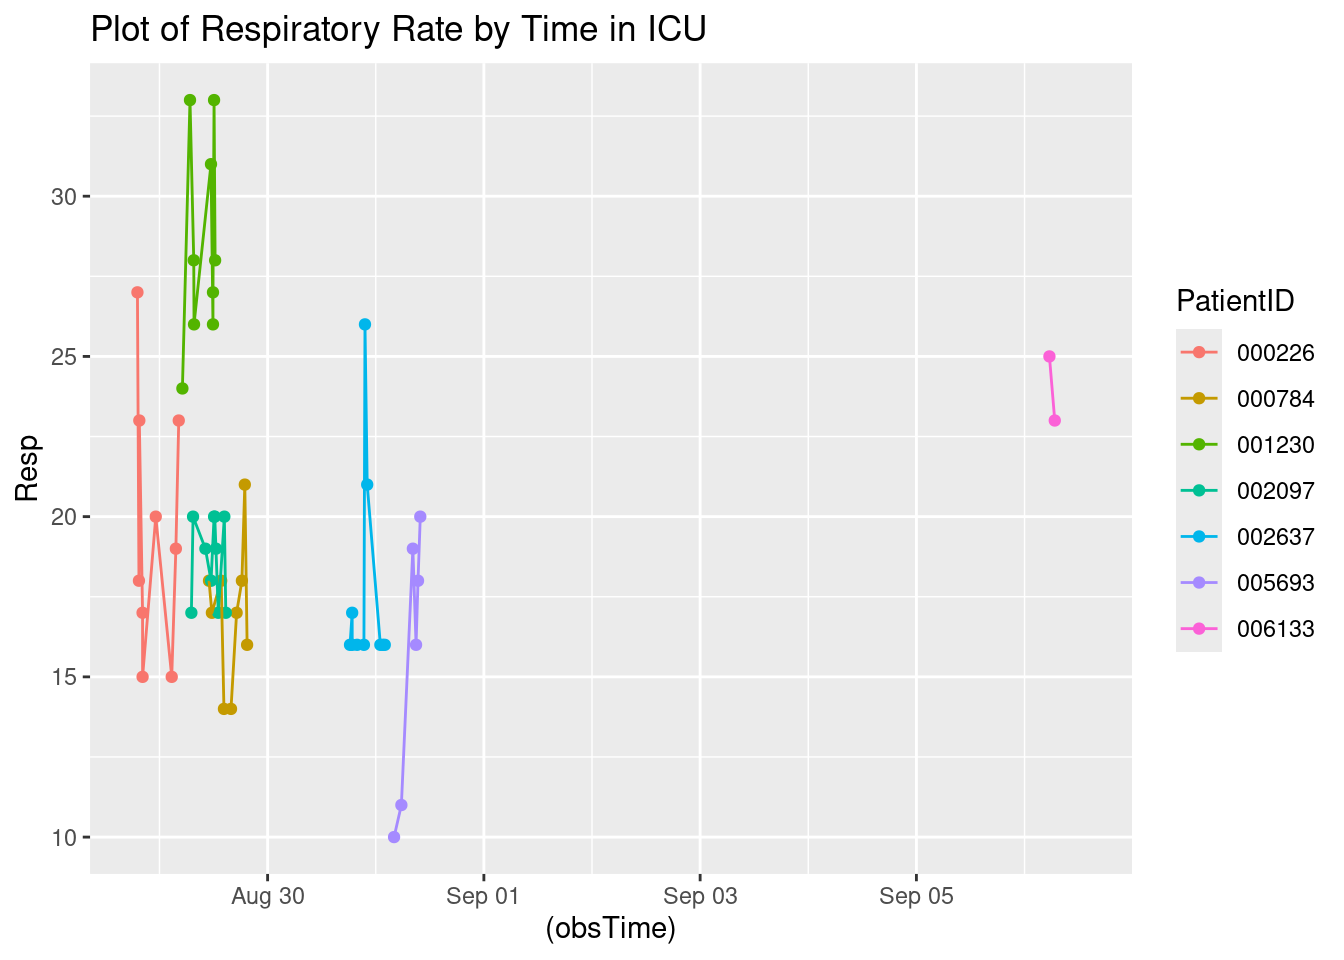 Plot of Respiratory Rate by Time in ICU
30
25
20
15
10
Resp
Aug 30
Sep 01
Sep 03
Sep 05
(obsTime)
PatientID
000226
000784
001230
002097
002637
005693
006133